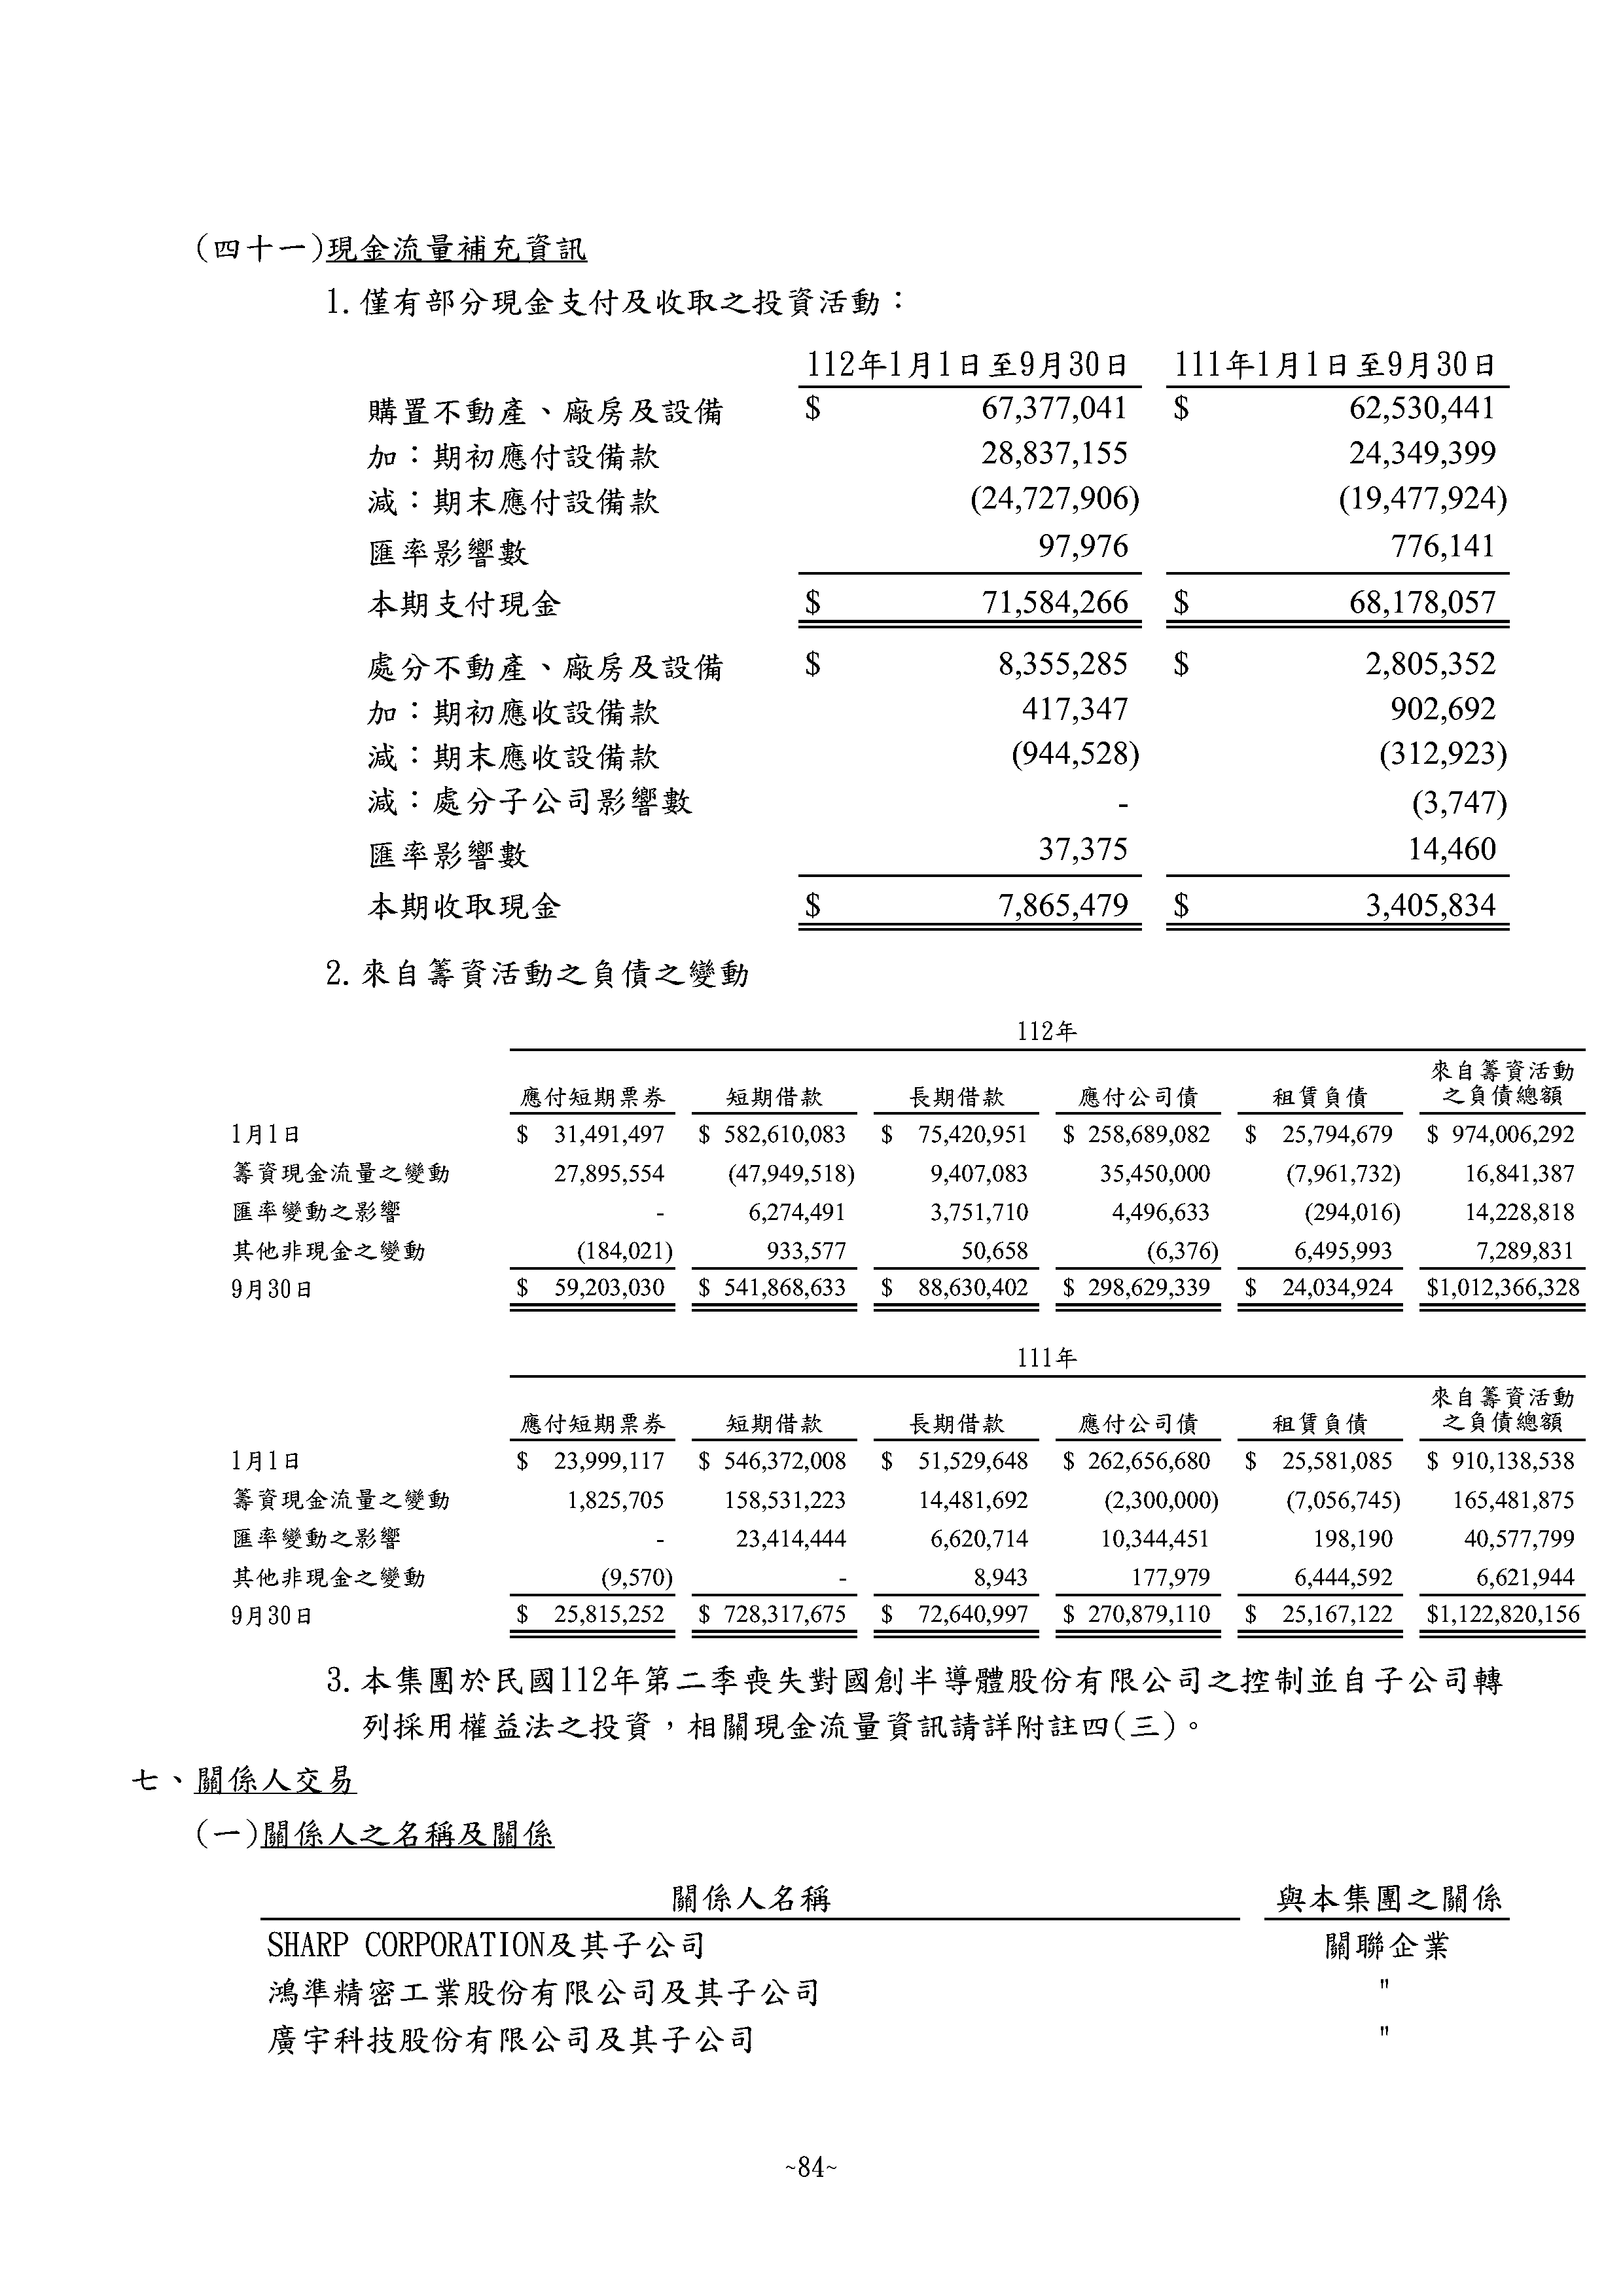 (四十一)現金流量補充資訊
1.僅有部分現金支付及收取之投資活動：
112年1月1日至9月30日 111年1月1日至9月30日
購置不動產、廠房及設備 $ 67,377,041 $ 62,530,441
加：期初應付設備款 28,837,155 24,349,399
減：期末應付設備款 (24,727,906) (19,477,924)
匯率影響數 97,976 776,141
本期支付現金 $ 71,584,266 $ 68,178,057
處分不動產、廠房及設備 $ 8,355,285 $ 2,805,352
加：期初應收設備款 417,347 902,692
減：期末應收設備款 (944,528) (312,923)
減：處分子公司影響數 - (3,747)
匯率影響數 37,375 14,460
本期收取現金 $ 7,865,479 $ 3,405,834
2.來自籌資活動之負債之變動
112年
來自籌資活動
應付短期票券 短期借款 長期借款 應付公司債 租賃負債 之負債總額
1月1日 $ 31,491,497 $ 582,610,083 $ 75,420,951 $ 258,689,082 $ 25,794,679 $ 974,006,292
籌資現金流量之變動 27,895,554 (47,949,518) 9,407,083 35,450,000 (7,961,732) 16,841,387
匯率變動之影響 - 6,274,491 3,751,710 4,496,633 (294,016) 14,228,818
其他非現金之變動 (184,021) 933,577 50,658 (6,376) 6,495,993 7,289,831
9月30日 $ 59,203,030 $ 541,868,633 $ 88,630,402 $ 298,629,339 $ 24,034,924 $1,012,366,328
111年
來自籌資活動
應付短期票券 短期借款 長期借款 應付公司債 租賃負債 之負債總額
1月1日 $ 23,999,117 $ 546,372,008 $ 51,529,648 $ 262,656,680 $ 25,581,085 $ 910,138,538
籌資現金流量之變動 1,825,705 158,531,223 14,481,692 (2,300,000) (7,056,745) 165,481,875
匯率變動之影響 - 23,414,444 6,620,714 10,344,451 198,190 40,577,799
其他非現金之變動 (9,570) - 8,943 177,979 6,444,592 6,621,944
9月30日 $ 25,815,252 $ 728,317,675 $ 72,640,997 $ 270,879,110 $ 25,167,122 $1,122,820,156
3.本集團於民國112年第二季喪失對國創半導體股份有限公司之控制並自子公司轉
列採用權益法之投資，相關現金流量資訊請詳附註四(三)。
七、關係人交易
(一)關係人之名稱及關係
關係人名稱 與本集團之關係
SHARP CORPORATION及其子公司 關聯企業
鴻準精密工業股份有限公司及其子公司 "
廣宇科技股份有限公司及其子公司 "
~84~